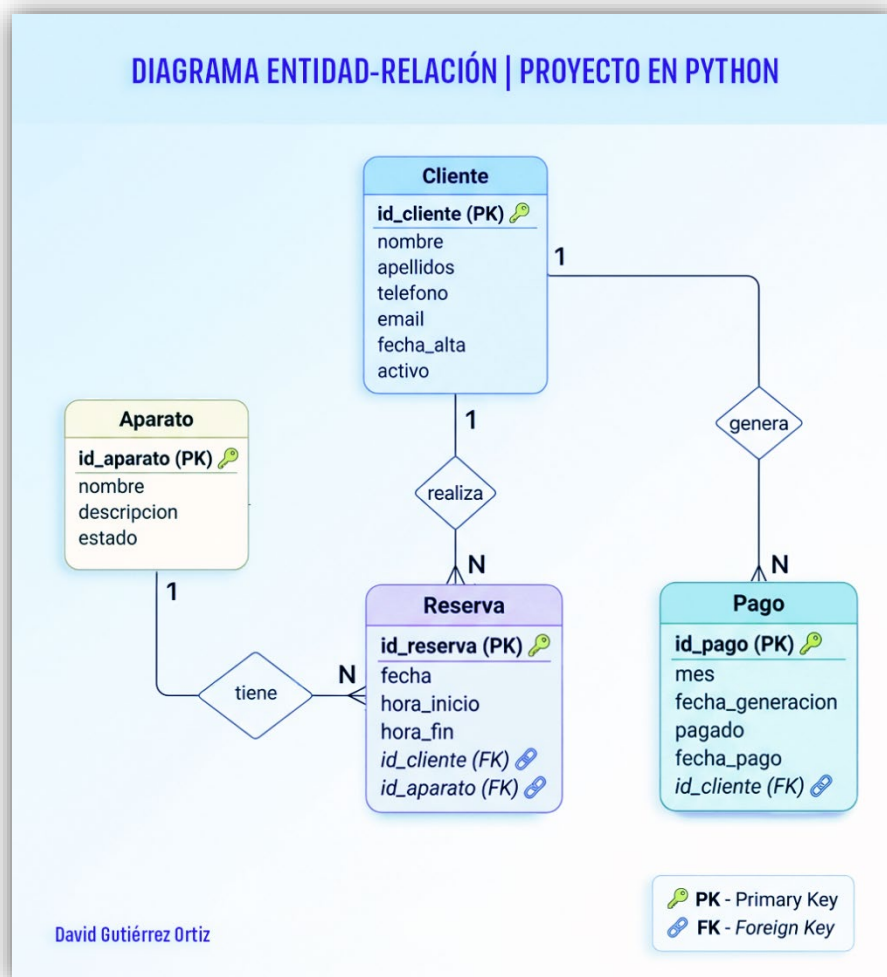 DIAGRAMA ENTIDAD-RELACIÓN | PROYECTO EN PYTHON
Cliente
id_cliente (PK)
nombre
apellidos
telefono
email
fecha_alta
activo
1
1
genera
N
realiza
N
Aparato
id_aparato (PK)
nombre
descripcion
estado
1
tiene
N
Reserva
id_reserva (PK)
fecha
hora_inicio
hora_fin
id_cliente (FK)
id_aparato (FK)
Pago
id_pago (PK)
mes
fecha_generacion
pagado
fecha_pago
id_cliente (FK)
PK - Primary Key
FK - Foreign Key
David Gutiérrez Ortiz